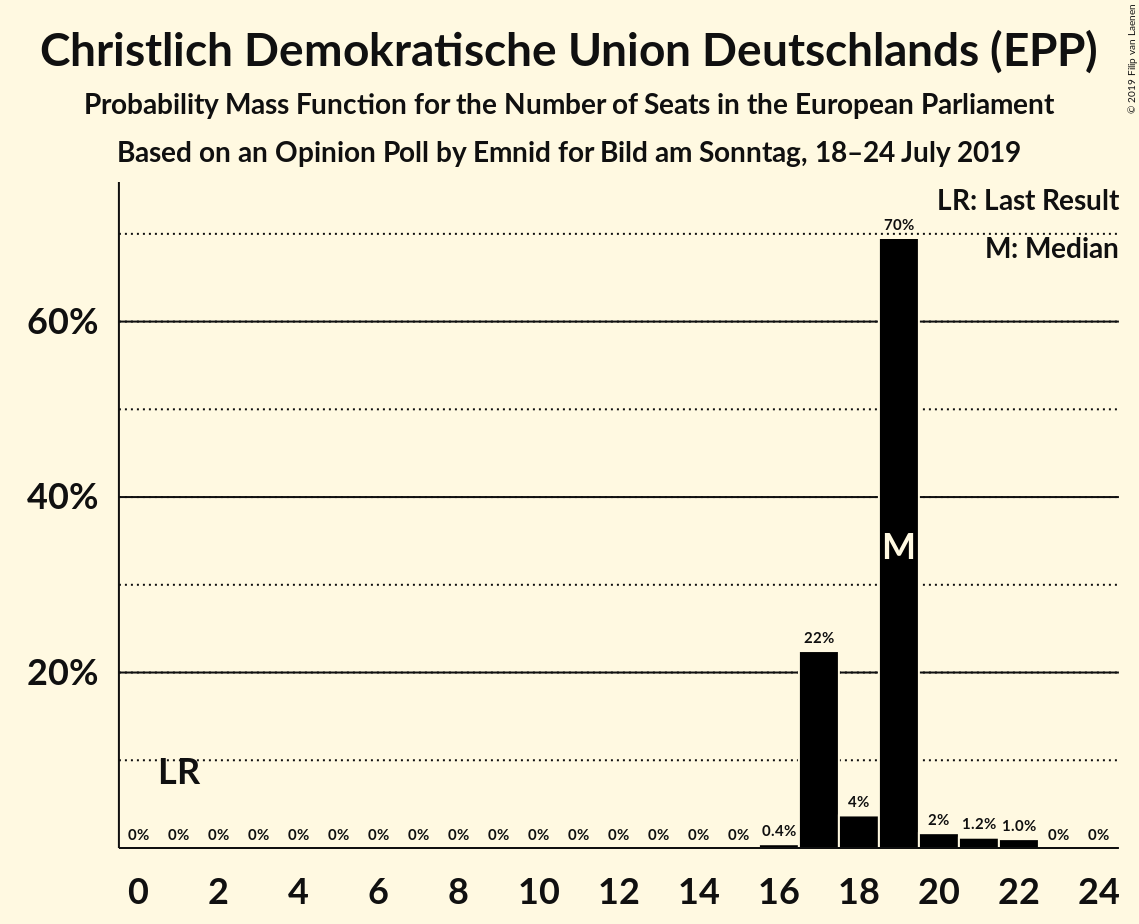 Christlich Demokratische Union Deutschlands (EPP)
Probability Mass Function for the Number of Seats in the European Parliament
Based on an Opinion Poll by Emnid for Bild am Sonntag, 18–24 July 2019
© 2019 Filip van Laenen
LR: Last Result
M: Median
70%
60%
40%
M
22%
20%
LR
0% 0% 0% 0% 0% 0% 0% 0% 0% 0% 0% 0% 0% 0% 0% 0% 0.4% 4% 2% 1.2% 1.0% 0% 0%
0 2 4 6 8 10 12 14 16 18 20 22 24